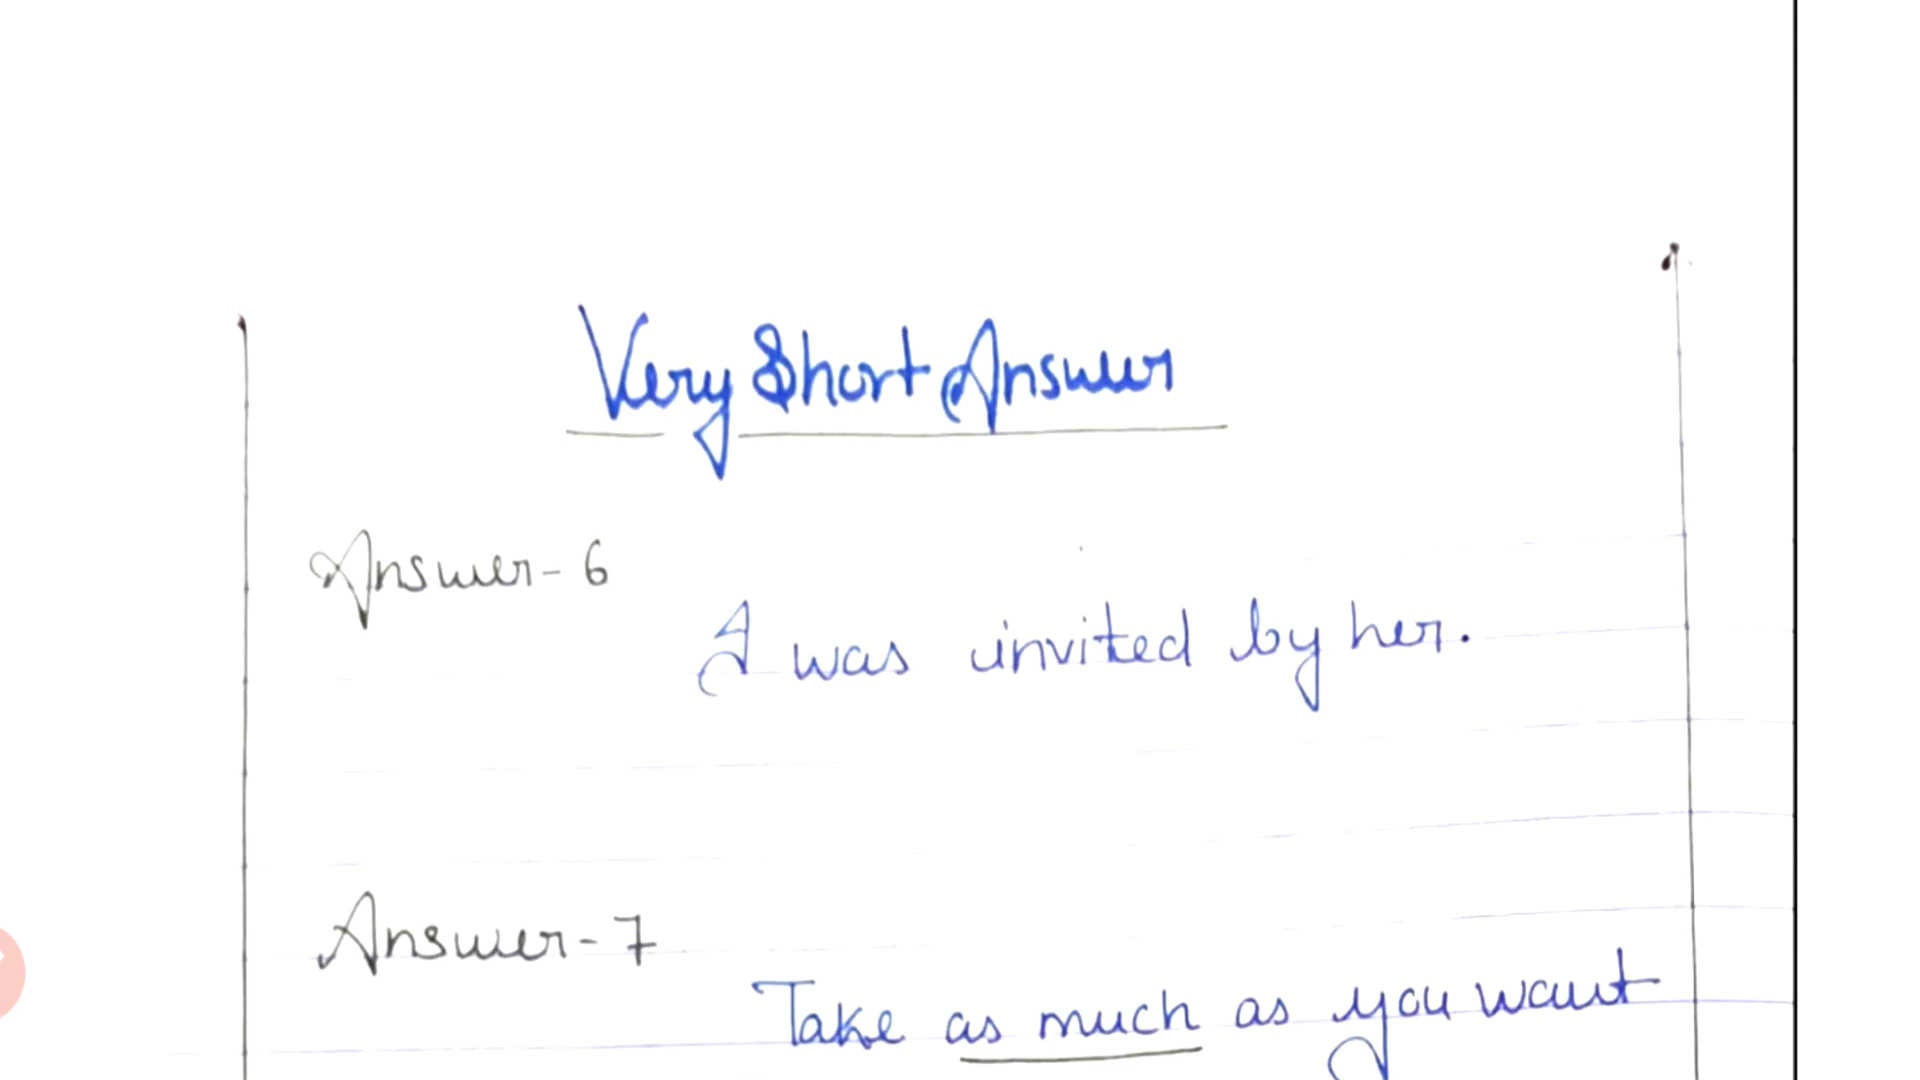 Very Short Answer
Answer-6
I was invited by her.
Answer-7
Take as much as you want